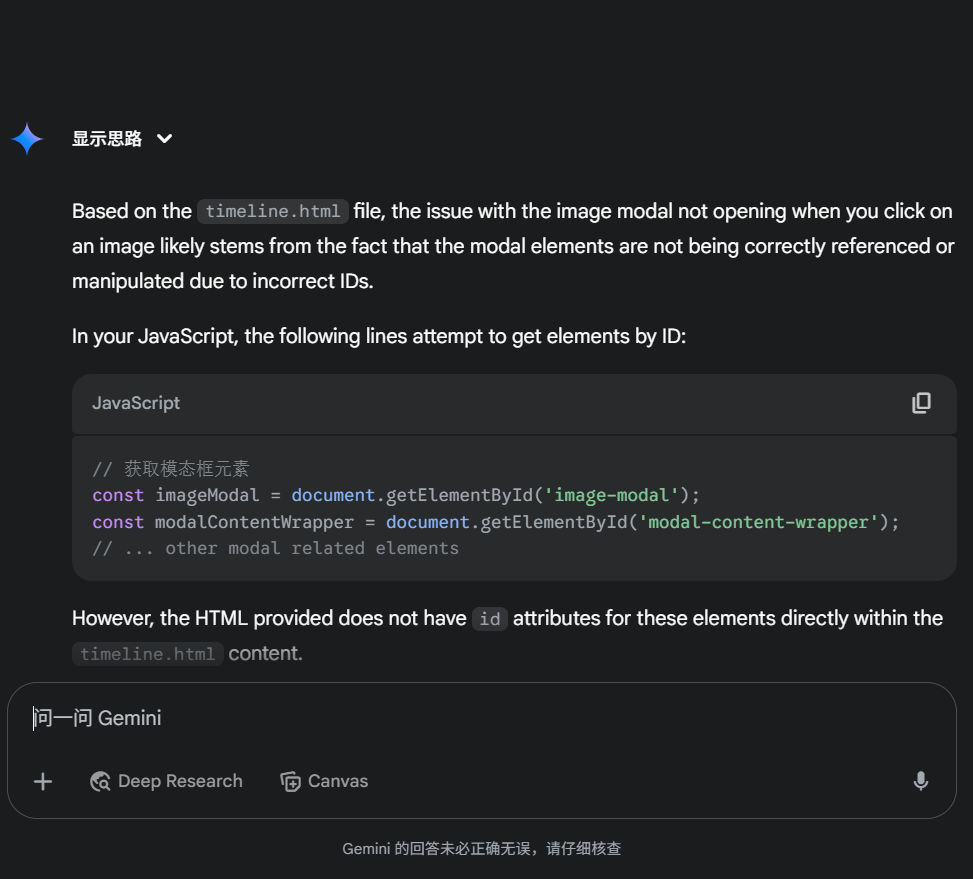 显示思路
Based on the timeline.html file, the issue with the image modal not opening when you click on
an image likely stems from the fact that the modal elements are not being correctly referenced or
manipulated due to incorrect IDs.
In your JavaScript, the following lines attempt to get elements by ID:
JavaScript
// 获取模态框元素
const imageModal = document.getElementById('image-modal');
const modalContentWrapper = document.getElementById('modal-content-wrapper');
// ... other modal related elements
However, the HTML provided does not have id attributes for these elements directly within the
timeline.html content.
问一问 Gemini
Deep Research
Canvas
Gemini 的回答未必正确无误，请仔细核查